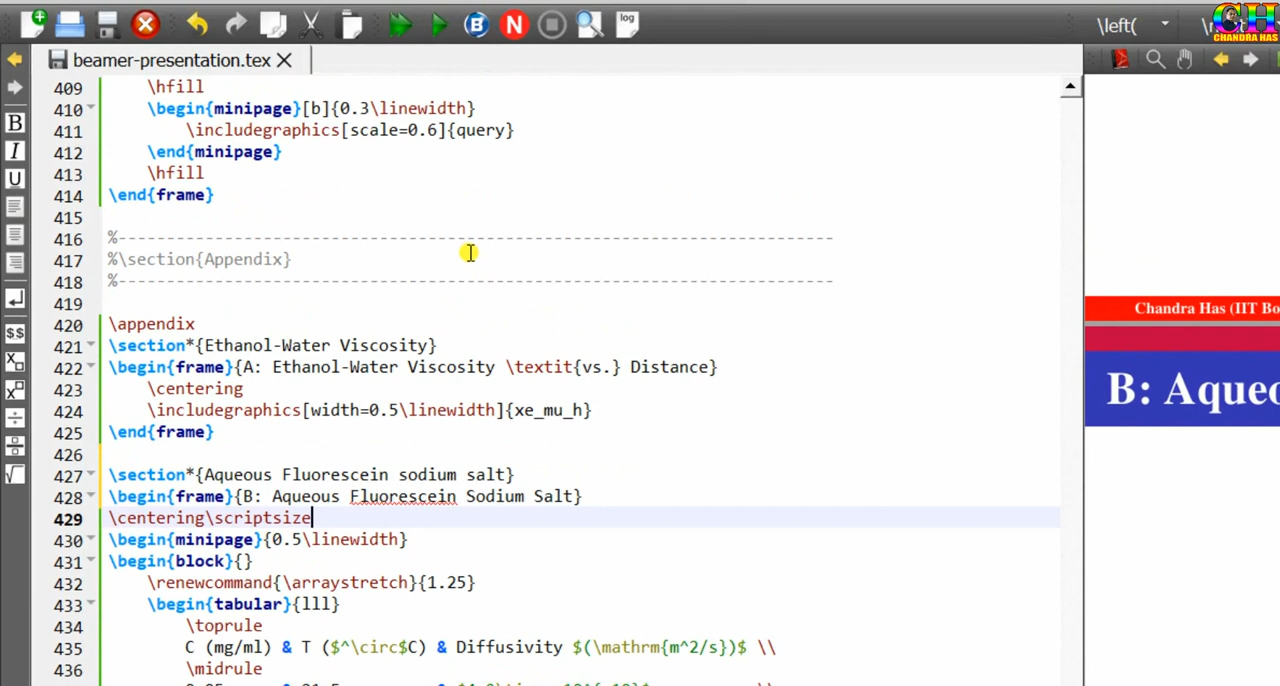 \left(
CH
CHANDRA HAS
log
beamer-presentation.tex
409 \hfill
410 \begin{minipage}[b]{0.3\linewidth}
411 \includegraphics[scale=0.6]{query}
412 \end{minipage}
413 \hfill
414 \end{frame}
415
416 %--------------------------------------------------------------------------
417 %\section{Appendix}
418 %--------------------------------------------------------------------------
419
420 \appendix
421 \section*{Ethanol-Water Viscosity}
422 \begin{frame}{A: Ethanol-Water Viscosity \textit{vs.} Distance}
423 \centering
424 \includegraphics[width=0.5\linewidth]{xe_mu_h}
425 \end{frame}
426
427 \section*{Aqueous Fluorescein sodium salt}
428 \begin{frame}{B: Aqueous Fluorescein Sodium Salt}
429 \centering\scriptsize
430 \begin{minipage}{0.5\linewidth}
431 \begin{block}{}
432 \renewcommand{\arraystretch}{1.25}
433 \begin{tabular}{lll}
434 \toprule
435 C (mg/ml) & T ($^\circ$C) & Diffusivity $(\mathrm{m^2/s})$ \\
436 \midrule
B
I
U
$$
Chandra Has (IIT Bo
B: Aqueo